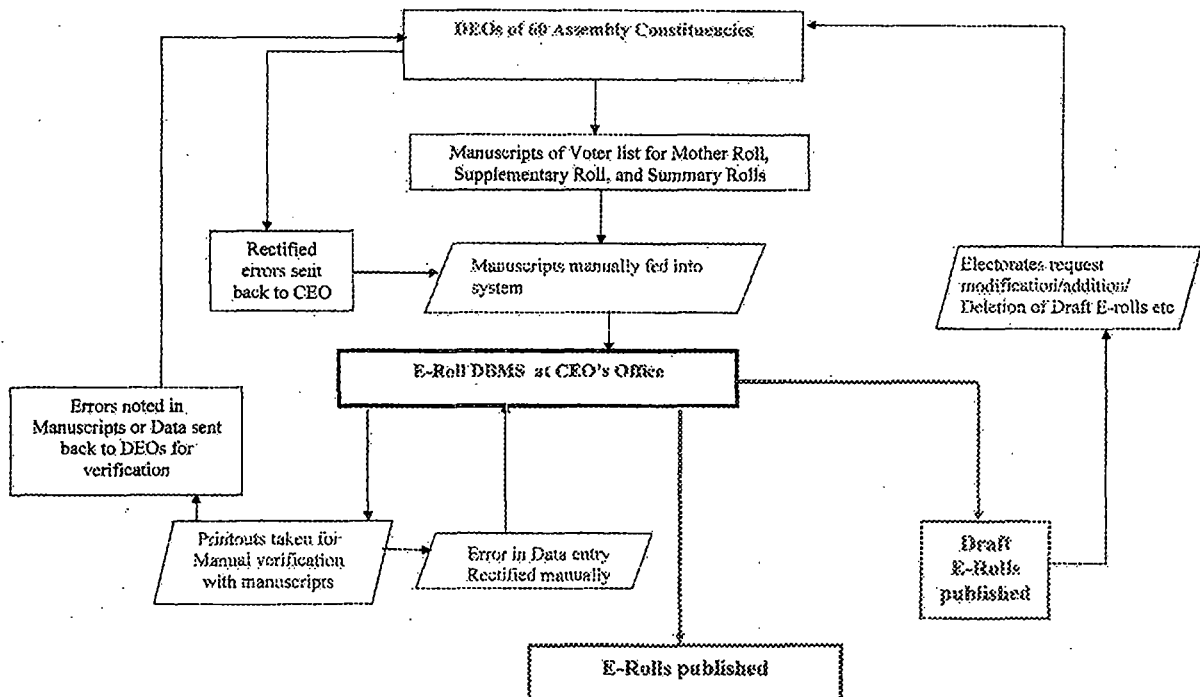 DEOs of 60 Assembly Constituencies
Manuscripts of Voter list for Mother Roll,
Supplementary Roll, and Summary Rolls
Rectified
errors sent
back to CEO
Manuscripts manually fed into
system
Electorates request
modification/addition/
Deletion of Draft E-rolls etc
E-Roll DBMS at CEO's Office
Errors noted in
Manuscripts or Data sent
back to DEOs for
verification
Printouts taken for
Manual verification
with manuscripts
Error in Data entry
Rectified manually
Draft
E-Rolls
published
E-Rolls published